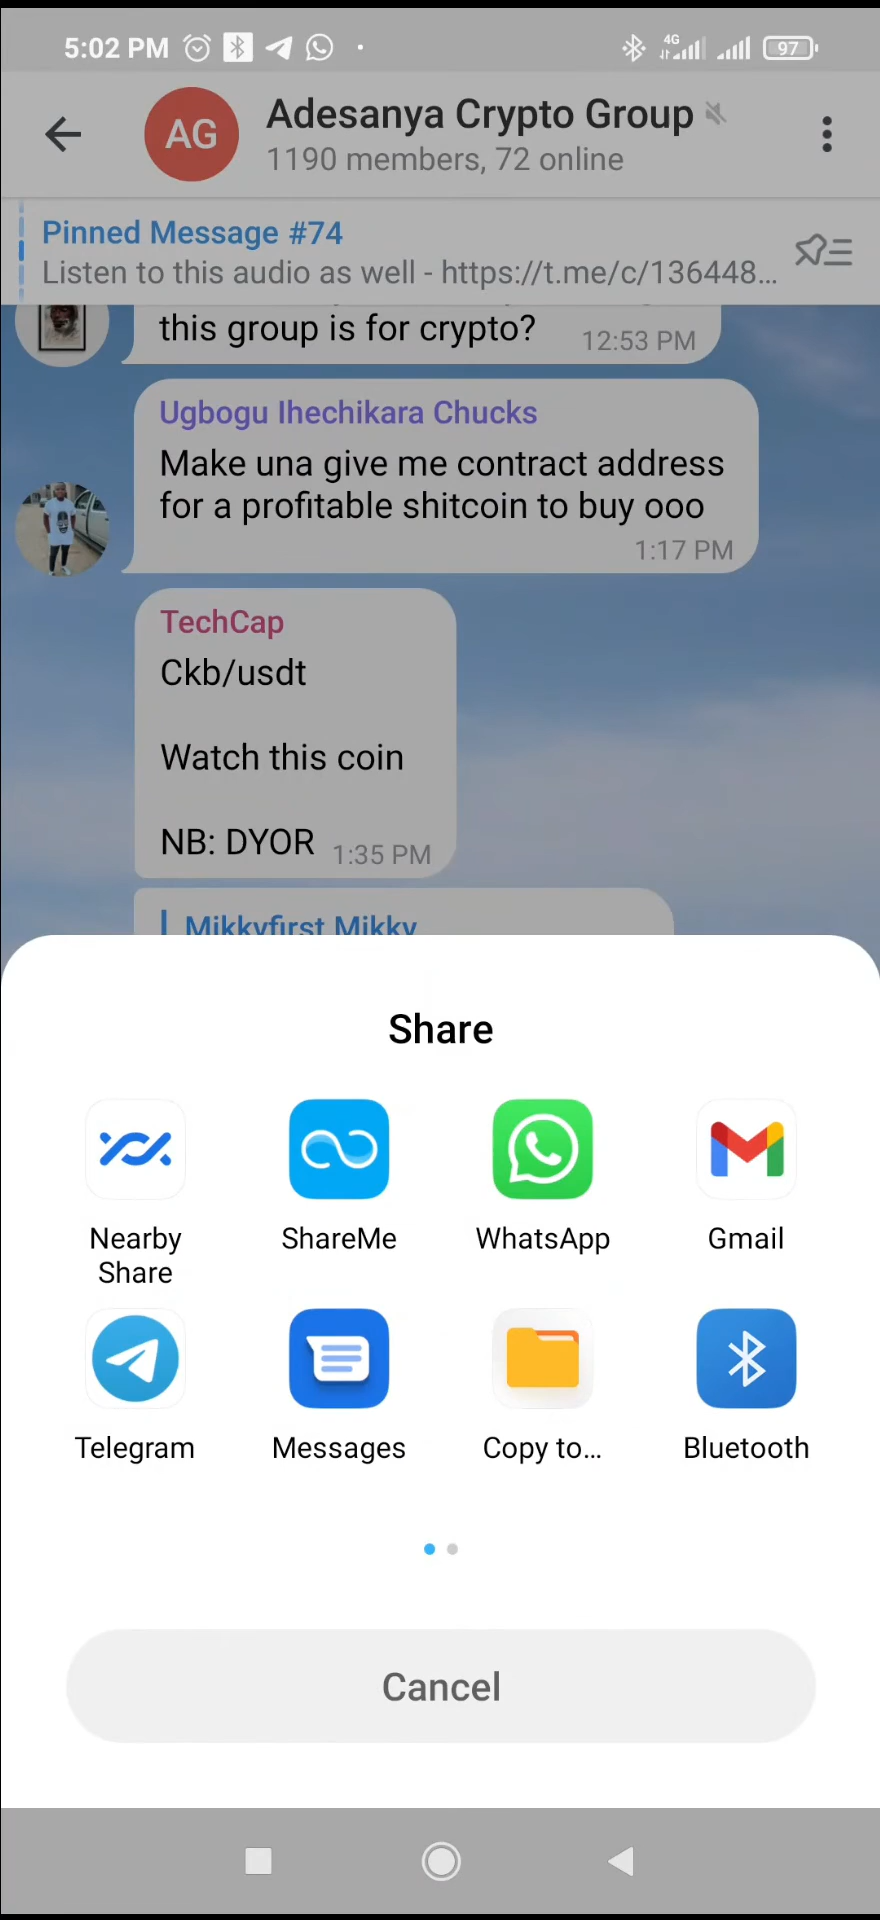 5:02 PM
4G
97
AG
Adesanya Crypto Group
1190 members, 72 online
Pinned Message #74
Listen to this audio as well - https://t.me/c/136448...
this group is for crypto?
12:53 PM
Ugbogu Ihechikara Chucks
Make una give me contract address
for a profitable shitcoin to buy ooo
1:17 PM
TechCap
Ckb/usdt
Watch this coin
NB: DYOR
1:35 PM
Mikkyfirst Mikky
Share
Nearby
Share
ShareMe
WhatsApp
Gmail
Telegram
Messages
Copy to...
Bluetooth
Cancel